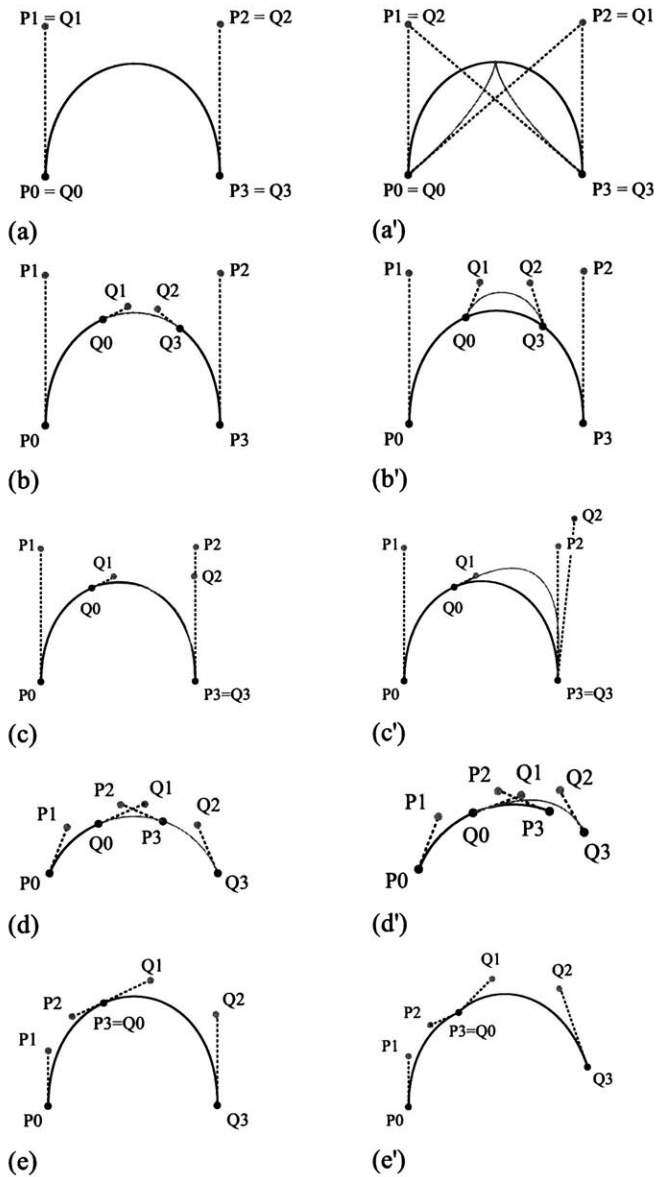 P1 = Q1 P2 = Q2
P0 = Q0 P3 = Q3
(a)
P1 = Q2 P2 = Q1
P0 = Q0 P3 = Q3
(a')
P1 Q1 Q2 P2
Q0 Q3
P0 P3
(b)
P1 Q1 Q2 P2
Q0 Q3
P0 P3
(b')
P1 P2
Q1 Q2
Q0
P0 P3=Q3
(c)
Q2
P1 P2
Q1
Q0
P0 P3=Q3
(c')
P2 Q1
P1 Q2
Q0 P3
P0 Q3
(d)
P2 Q1 Q2
P1
Q0 P3
Q3
P0
(d')
Q1
P2 Q2
P3=Q0
P1
P0 Q3
(e)
Q1 Q2
P2
P3=Q0
P1
Q3
P0
(e')